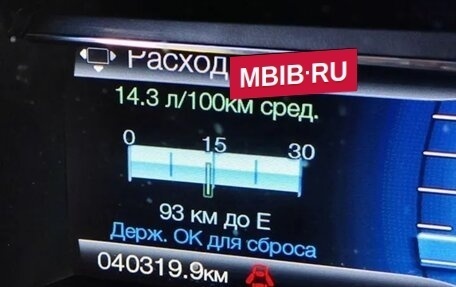 Расход
MBIB.RU
14.3 л/100км сред.
0 15 30
93 км до E
Держ. OK для сброса
040319.9км